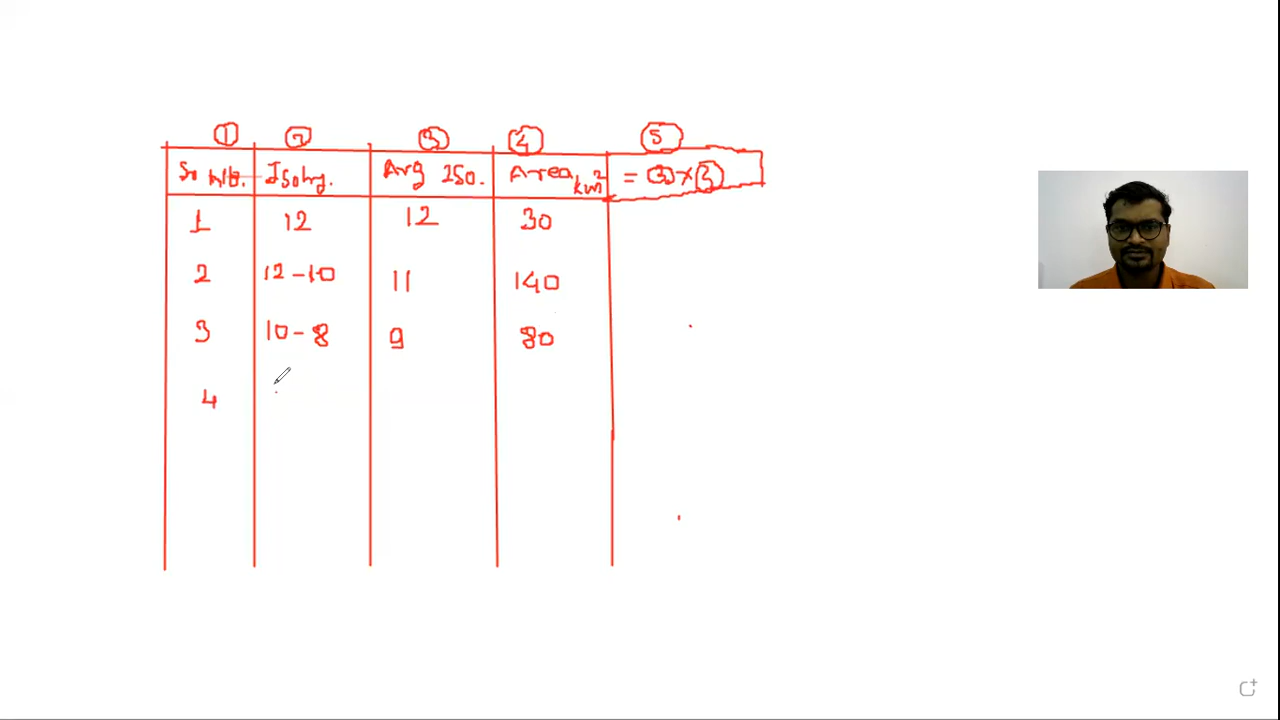 ① ② ③ ④ ⑤
Sr No. Isohy. Avg Iso. Area km² = ③×④
1 12 12 30
2 12-10 11 140
3 10-8 9 80
4